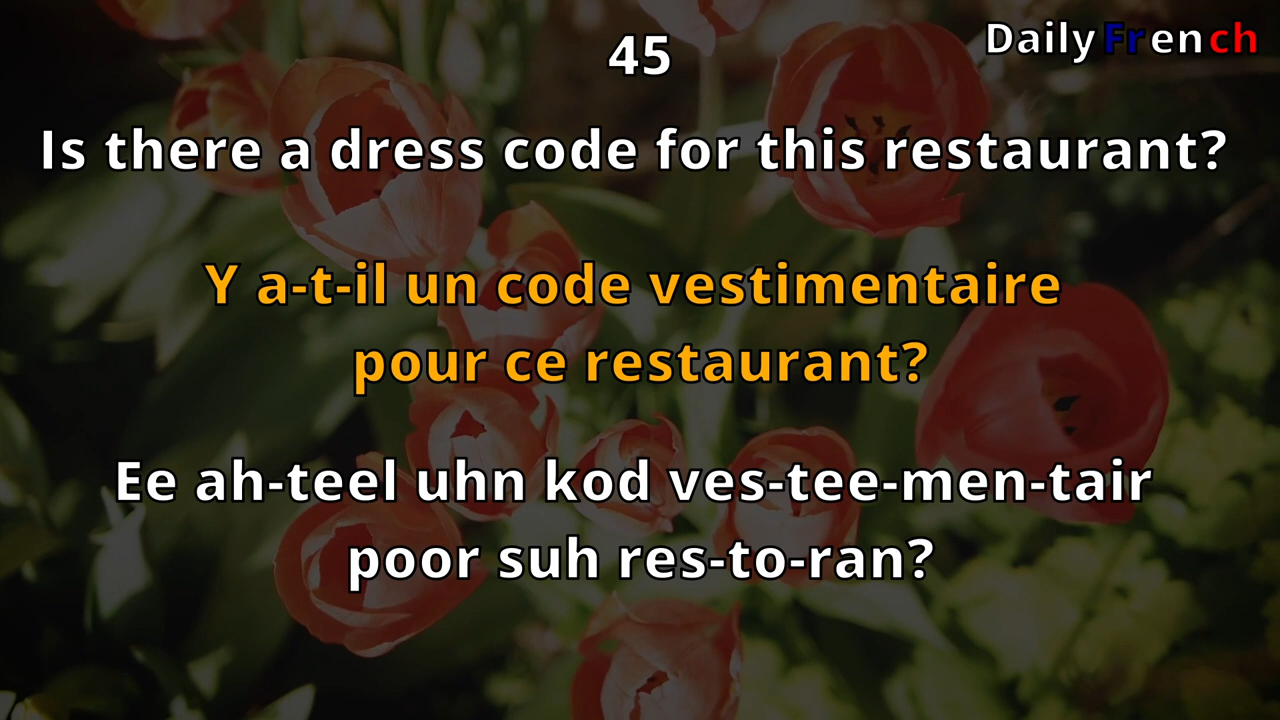 45
Daily French
Is there a dress code for this restaurant?
Y a-t-il un code vestimentaire
pour ce restaurant?
Ee ah-teel uhn kod ves-tee-men-tair
poor suh res-to-ran?